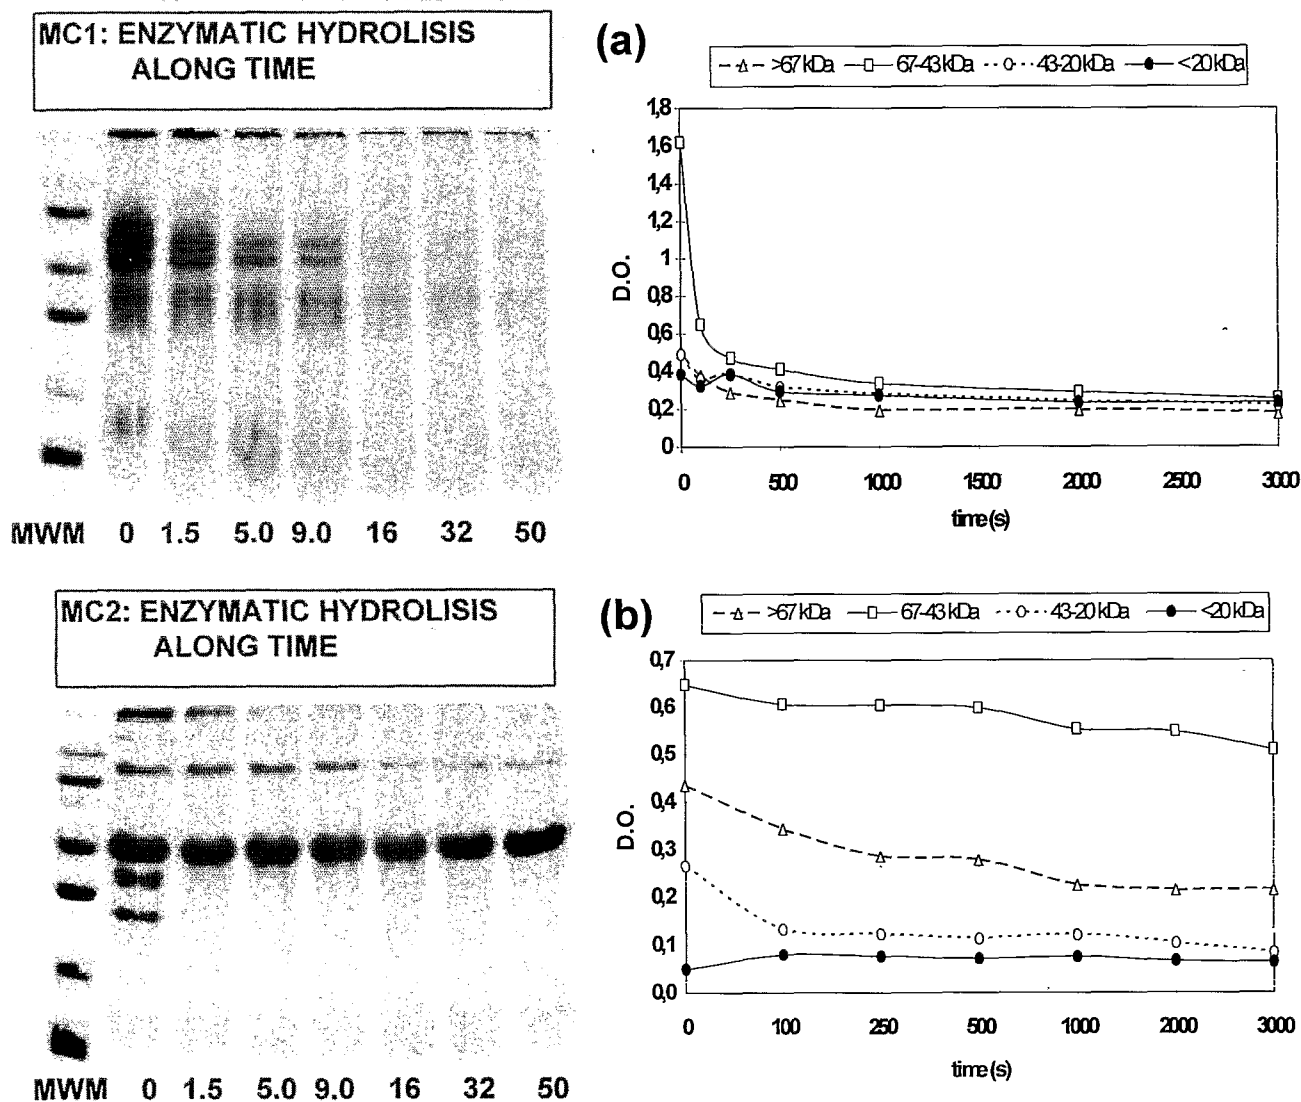 MC1: ENZYMATIC HYDROLISIS
ALONG TIME
MWM 0 1.5 5.0 9.0 16 32 50
(a)
>67 kDa 67-43 kDa 43-20 kDa <20 kDa
1,8
1,6
1,4
1,2
1
0,8
0,6
0,4
0,2
0
D.O.
0 500 1000 1500 2000 2500 3000
time (s)
MC2: ENZYMATIC HYDROLISIS
ALONG TIME
MWM 0 1.5 5.0 9.0 16 32 50
(b)
>67 kDa 67-43 kDa 43-20 kDa <20 kDa
0,7
0,6
0,5
0,4
0,3
0,2
0,1
0,0
D.O.
0 100 250 500 1000 2000 3000
time (s)